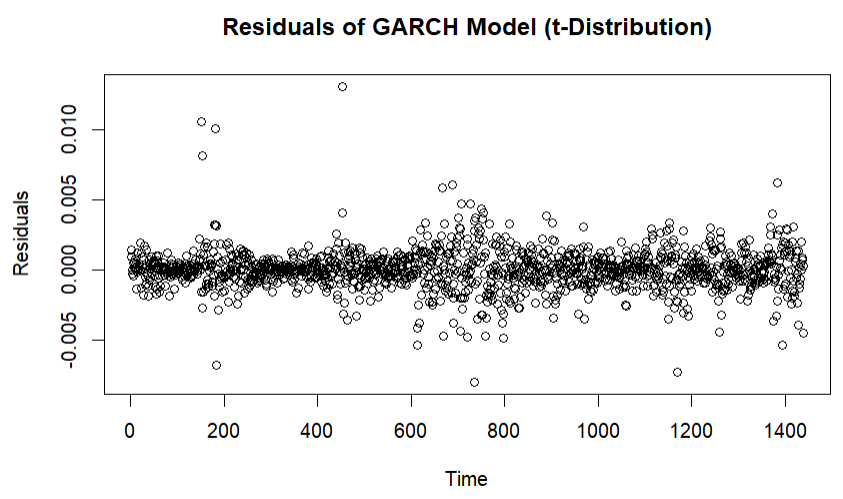 Residuals of GARCH Model (t-Distribution)
Residuals
0.010
0.005
0.000
-0.005
0 200 400 600 800 1000 1200 1400
Time